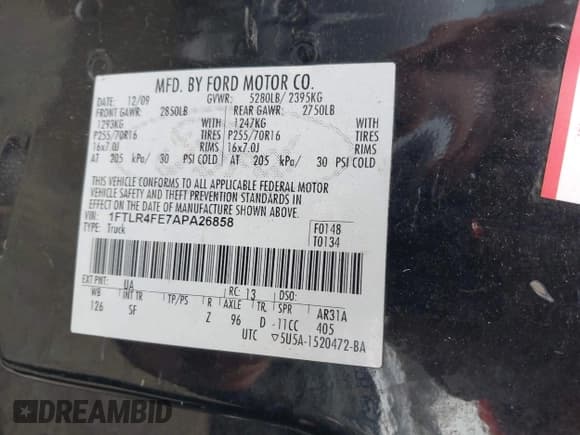 MFD. BY FORD MOTOR CO.
DATE: 12/09 GVWR: 5280LB/ 2395KG
FRONT GAWR: 2850LB REAR GAWR: 2750LB
1293KG WITH 1247KG WITH
P255/70R16 TIRES P255/70R16 TIRES
16x7.0J RIMS 16x7.0J RIMS
AT 205 kPa/ 30 PSI COLD AT 205 kPa/ 30 PSI COLD
THIS VEHICLE CONFORMS TO ALL APPLICABLE FEDERAL MOTOR
VEHICLE SAFETY AND THEFT PREVENTION STANDARDS IN
EFFECT ON THE DATE OF MANUFACTURE SHOWN ABOVE.
VIN: 1FTLR4FE7APA26858 F0148
TYPE: Truck T0134
EXT PNT: UA RC: 13 DSO:
WB INT TR TP/PS R AXLE TR SPR AR31A
126 SF Z 96 D -11CC 405
UTC ▽5U5A-1520472-BA
DREAMBID